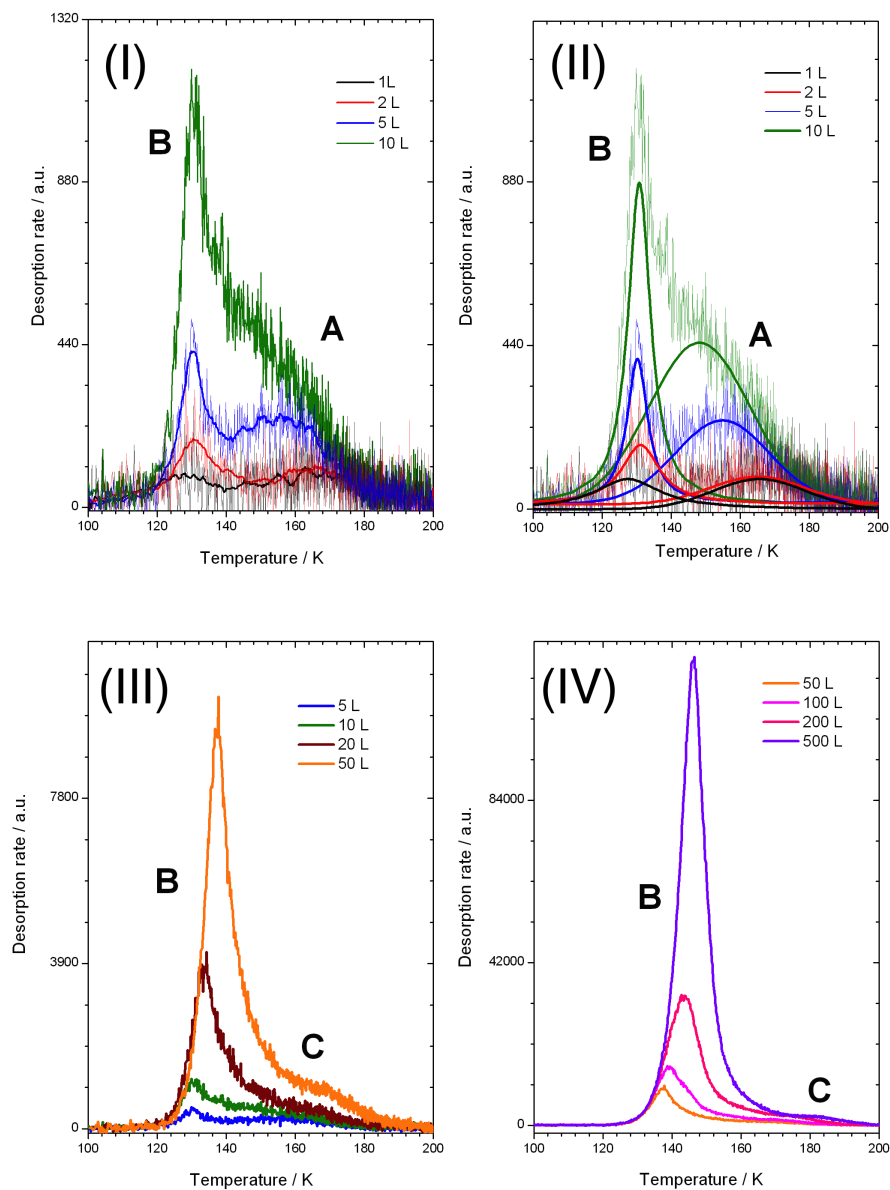 (I)
1320
880
440
0
Desorption rate / a.u.
B
A
1L
2 L
5 L
10 L
100 120 140 160 180 200
Temperature / K
(II)
880
440
0
Desorption rate / a.u.
B
A
1 L
2 L
5 L
10 L
100 120 140 160 180 200
Temperature / K
(III)
7800
3900
0
Desorption rate / a.u.
B
C
5 L
10 L
20 L
50 L
100 120 140 160 180 200
Temperature / K
(IV)
84000
42000
0
Desorption rate / a.u.
B
C
50 L
100 L
200 L
500 L
100 120 140 160 180 200
Temperature / K